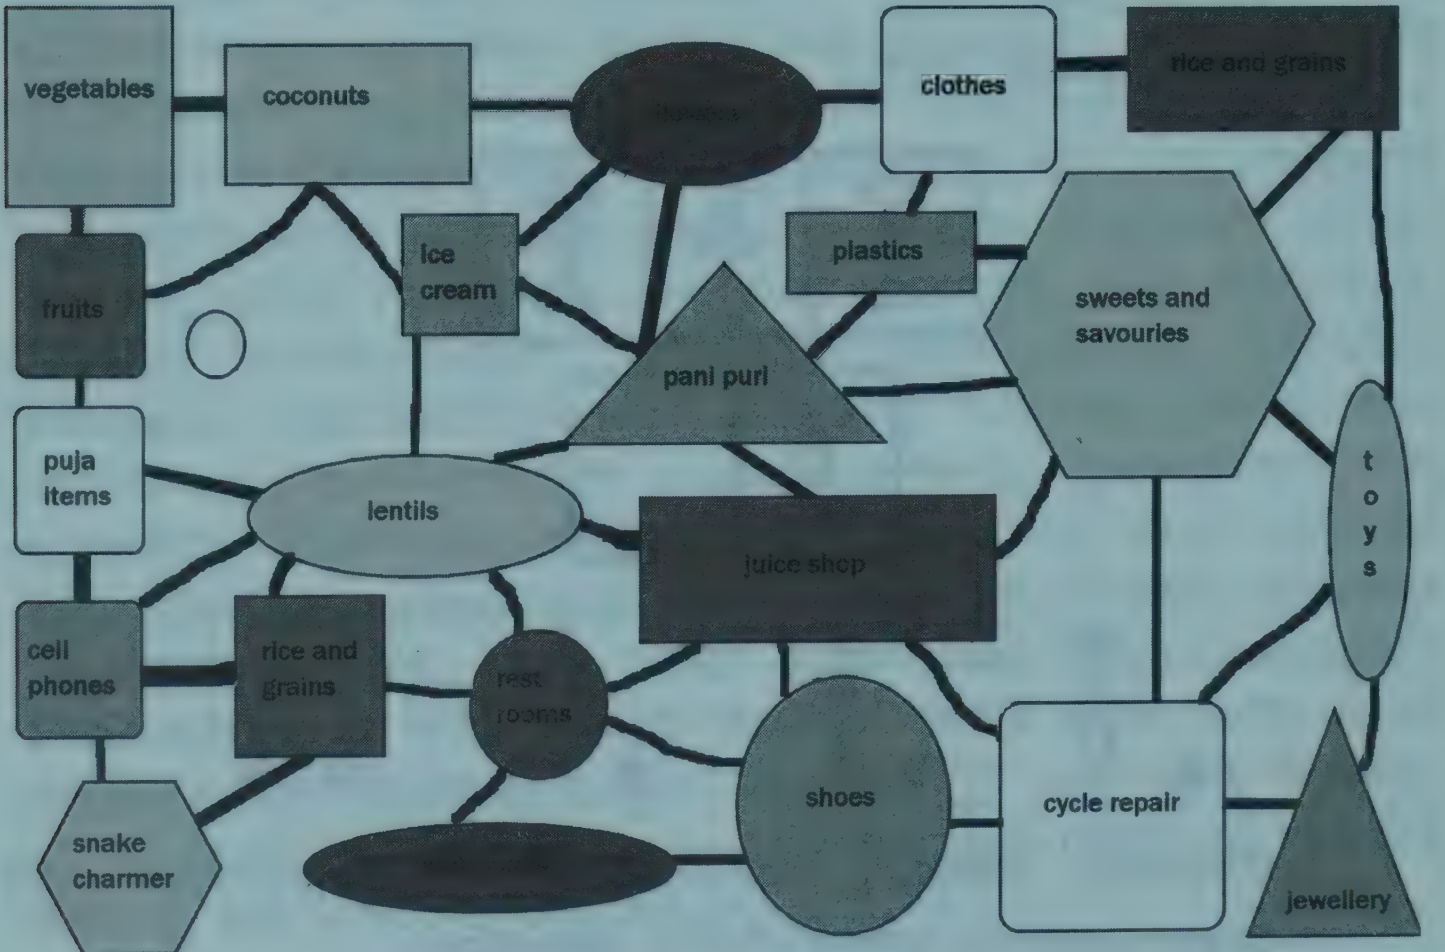 vegetables
coconuts
clothes
rice and grains
fruits
ice
cream
plastics
sweets and
savouries
pani puri
puja
items
lentils
juice shop
t
o
y
s
cell
phones
rice and
grains
rest
rooms
shoes
cycle repair
snake
charmer
jewellery